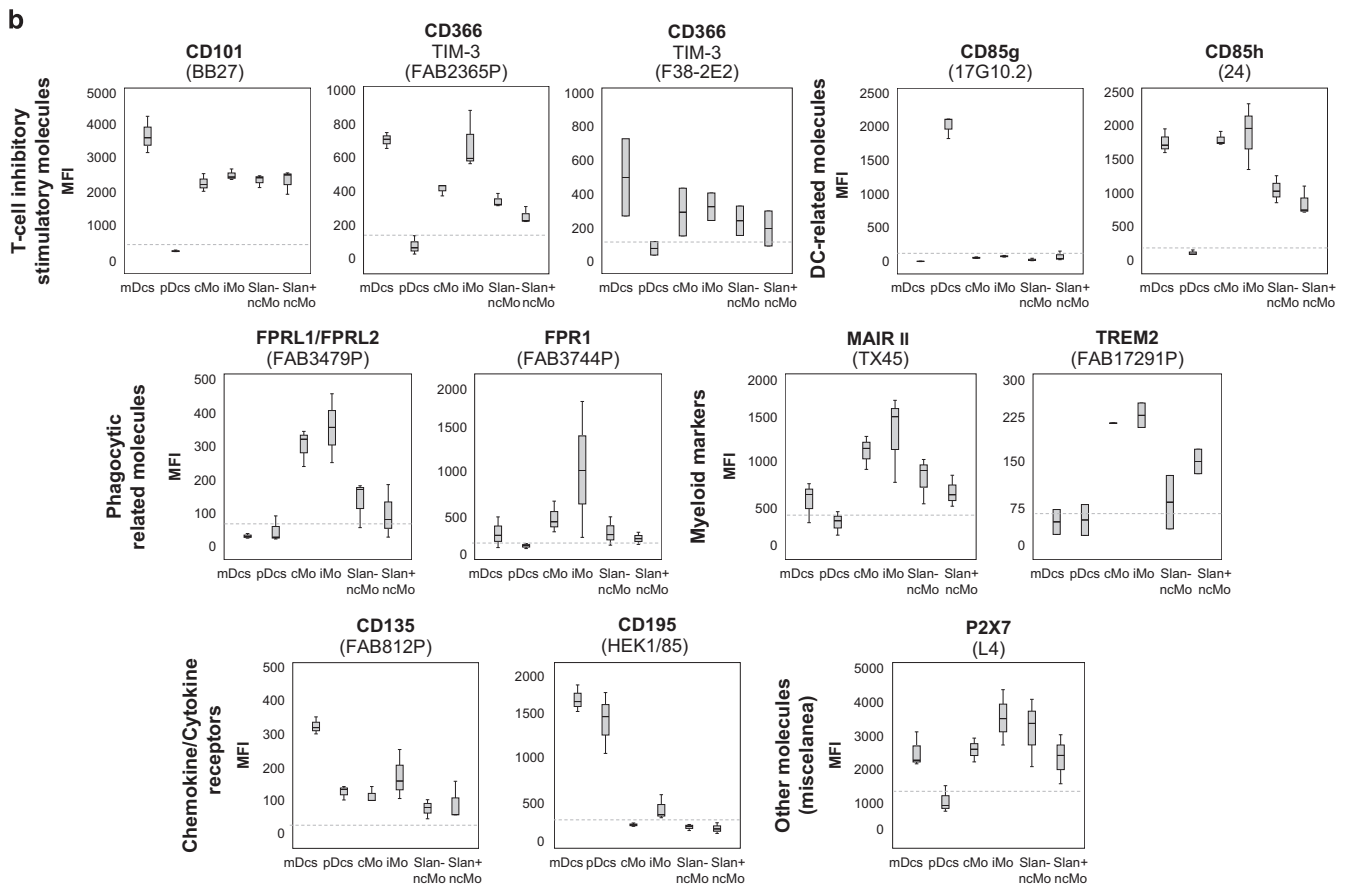 b
T-cell inhibitory
stimulatory molecules
CD101
(BB27)
MFI
5000
4000
3000
2000
1000
0
mDcs pDcs cMo iMo Slan- Slan+
ncMo ncMo
CD366
TIM-3
(FAB2365P)
1000
800
600
400
200
0
mDcs pDcs cMo iMo Slan- Slan+
ncMo ncMo
CD366
TIM-3
(F38-2E2)
1000
800
600
400
200
0
mDcs pDcs cMo iMo Slan- Slan+
ncMo ncMo
DC-related molecules
CD85g
(17G10.2)
MFI
2500
2000
1500
1000
500
0
mDcs pDcs cMo iMo Slan- Slan+
ncMo ncMo
CD85h
(24)
2500
2000
1500
1000
500
0
mDcs pDcs cMo iMo Slan- Slan+
ncMo ncMo
Phagocytic
related molecules
FPRL1/FPRL2
(FAB3479P)
MFI
500
400
300
200
100
0
mDcs pDcs cMo iMo Slan- Slan+
ncMo ncMo
FPR1
(FAB3744P)
2000
1500
1000
500
0
mDcs pDcs cMo iMo Slan- Slan+
ncMo ncMo
Myeloid markers
MAIR II
(TX45)
MFI
2000
1500
1000
500
0
mDcs pDcs cMo iMo Slan- Slan+
ncMo ncMo
TREM2
(FAB17291P)
300
225
150
75
0
mDcs pDcs cMo iMo Slan- Slan+
ncMo ncMo
Chemokine/Cytokine
receptors
CD135
(FAB812P)
MFI
500
400
300
200
100
0
mDcs pDcs cMo iMo Slan- Slan+
ncMo ncMo
CD195
(HEK1/85)
2000
1500
1000
500
0
mDcs pDcs cMo iMo Slan- Slan+
ncMo ncMo
Other molecules
(miscelanea)
P2X7
(L4)
MFI
5000
4000
3000
2000
1000
0
mDcs pDcs cMo iMo Slan- Slan+
ncMo ncMo